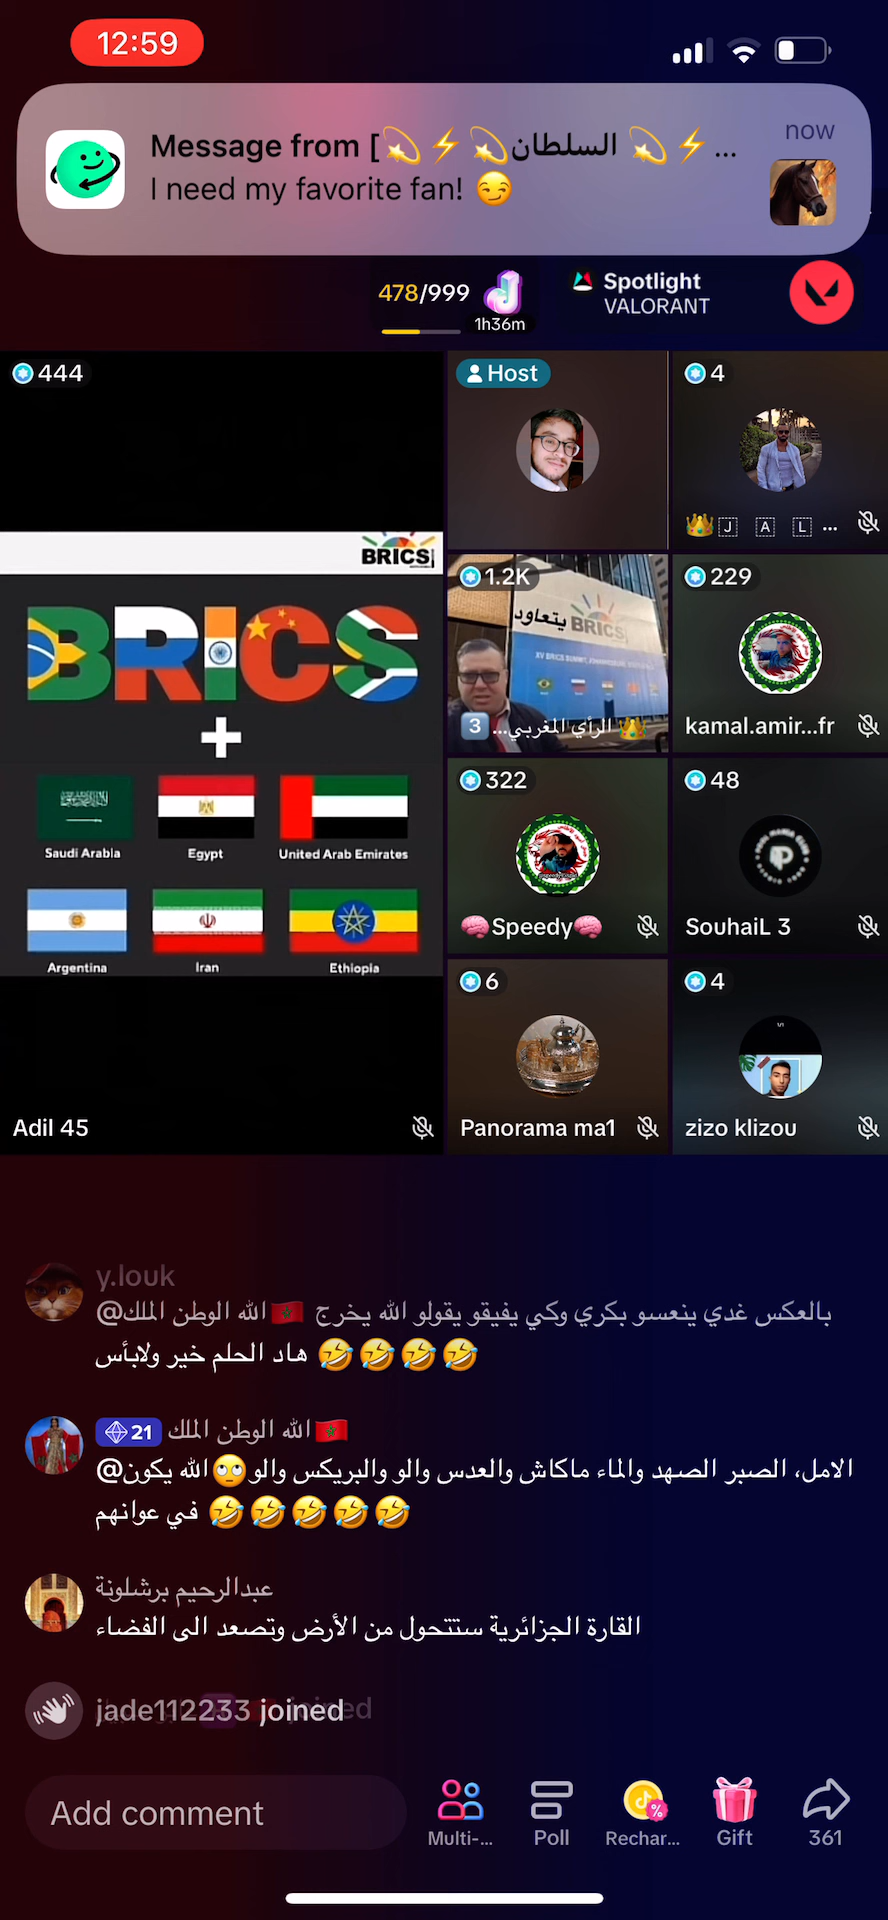 12:59
Message from [💫⚡💫السلطان 💫⚡...
now
I need my favorite fan! 😏
478/999
1h36m
Spotlight
VALORANT
444
Host
4
BRICS
BRICS
+
Saudi Arabia
Egypt
United Arab Emirates
Argentina
Iran
Ethiopia
Adil 45
👑 J A L ...
1.2K
يتعاود
BRICS
3 الرأي المغربي... 👑
229
kamal.amir...fr
322
🧠Speedy🧠
48
SouhaiL 3
6
Panorama ma1
4
zizo klizou
y.louk
@الله الوطن الملك🇲🇦 بالعكس غدي ينعسو بكري وكي يفيقو يقولو الله يخرج
هاد الحلم خير ولابأس 🤣🤣🤣🤣
21 الله الوطن الملك🇲🇦
@الامل، الصبر الصهد والماء ماكاش والعدس والو والبريكس والو🙄الله يكون
في عوانهم 🤣🤣🤣🤣🤣
عبدالرحيم برشلونة
القارة الجزائرية ستتحول من الأرض وتصعد الى الفضاء
jade112233 joined
Add comment
Multi-...
Poll
Rechar...
Gift
361